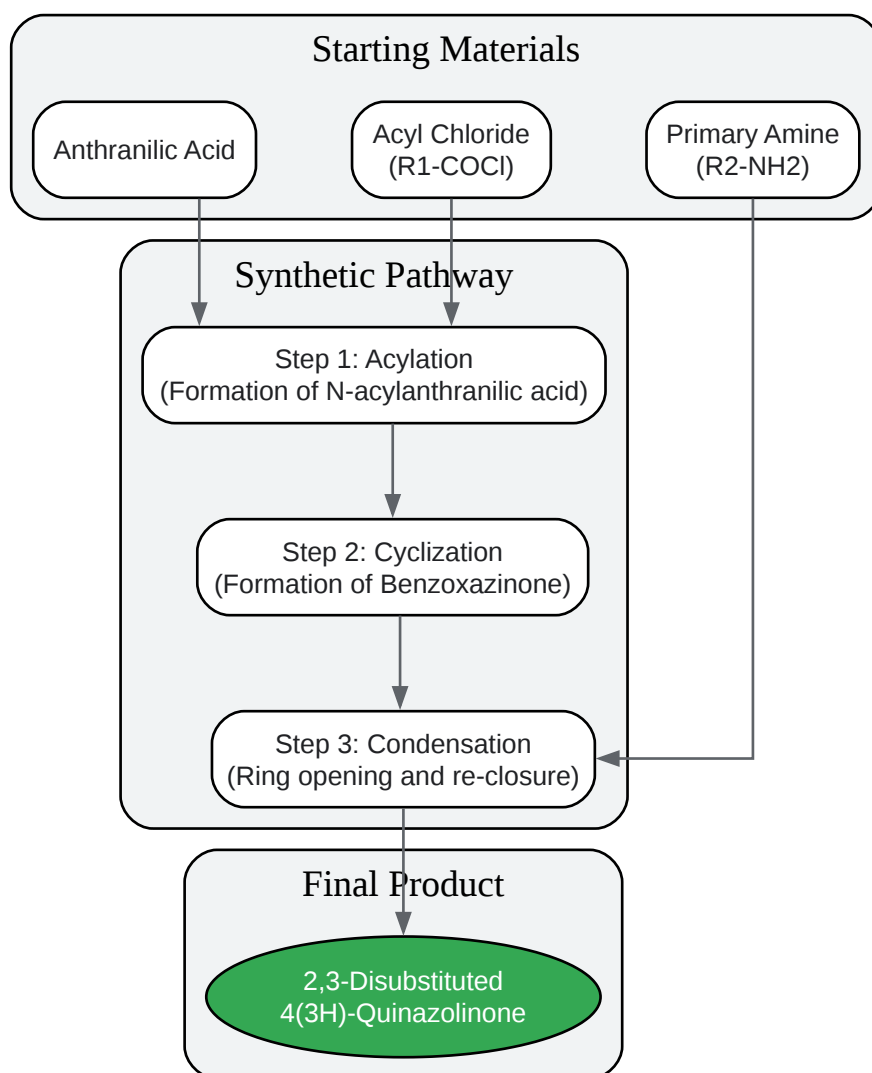 Starting Materials
Anthranilic Acid
Acyl Chloride
(R1-COCl)
Primary Amine
(R2-NH2)
Synthetic Pathway
Step 1: Acylation
(Formation of N-acylanthranilic acid)
Step 2: Cyclization
(Formation of Benzoxazinone)
Step 3: Condensation
(Ring opening and re-closure)
Final Product
2,3-Disubstituted
4(3H)-Quinazolinone